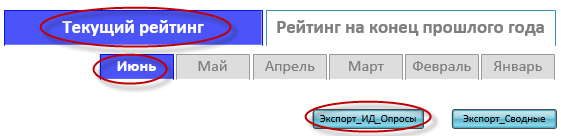 Текущий рейтинг Рейтинг на конец прошлого года
Июнь Май Апрель Март Февраль Январь
Экспорт_ИД_Опросы Экспорт_Сводные